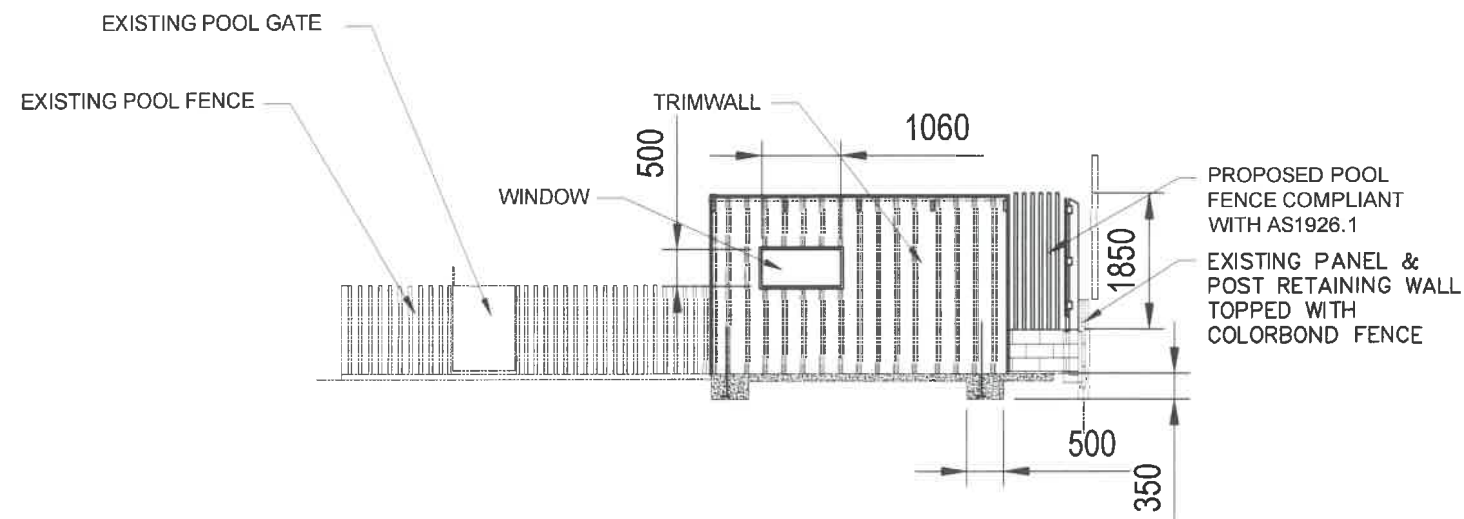 EXISTING POOL GATE
EXISTING POOL FENCE
TRIMWALL
1060
500
WINDOW
PROPOSED POOL
FENCE COMPLIANT
WITH AS1926.1
1850
EXISTING PANEL &
POST RETAINING WALL
TOPPED WITH
COLORBOND FENCE
500
350